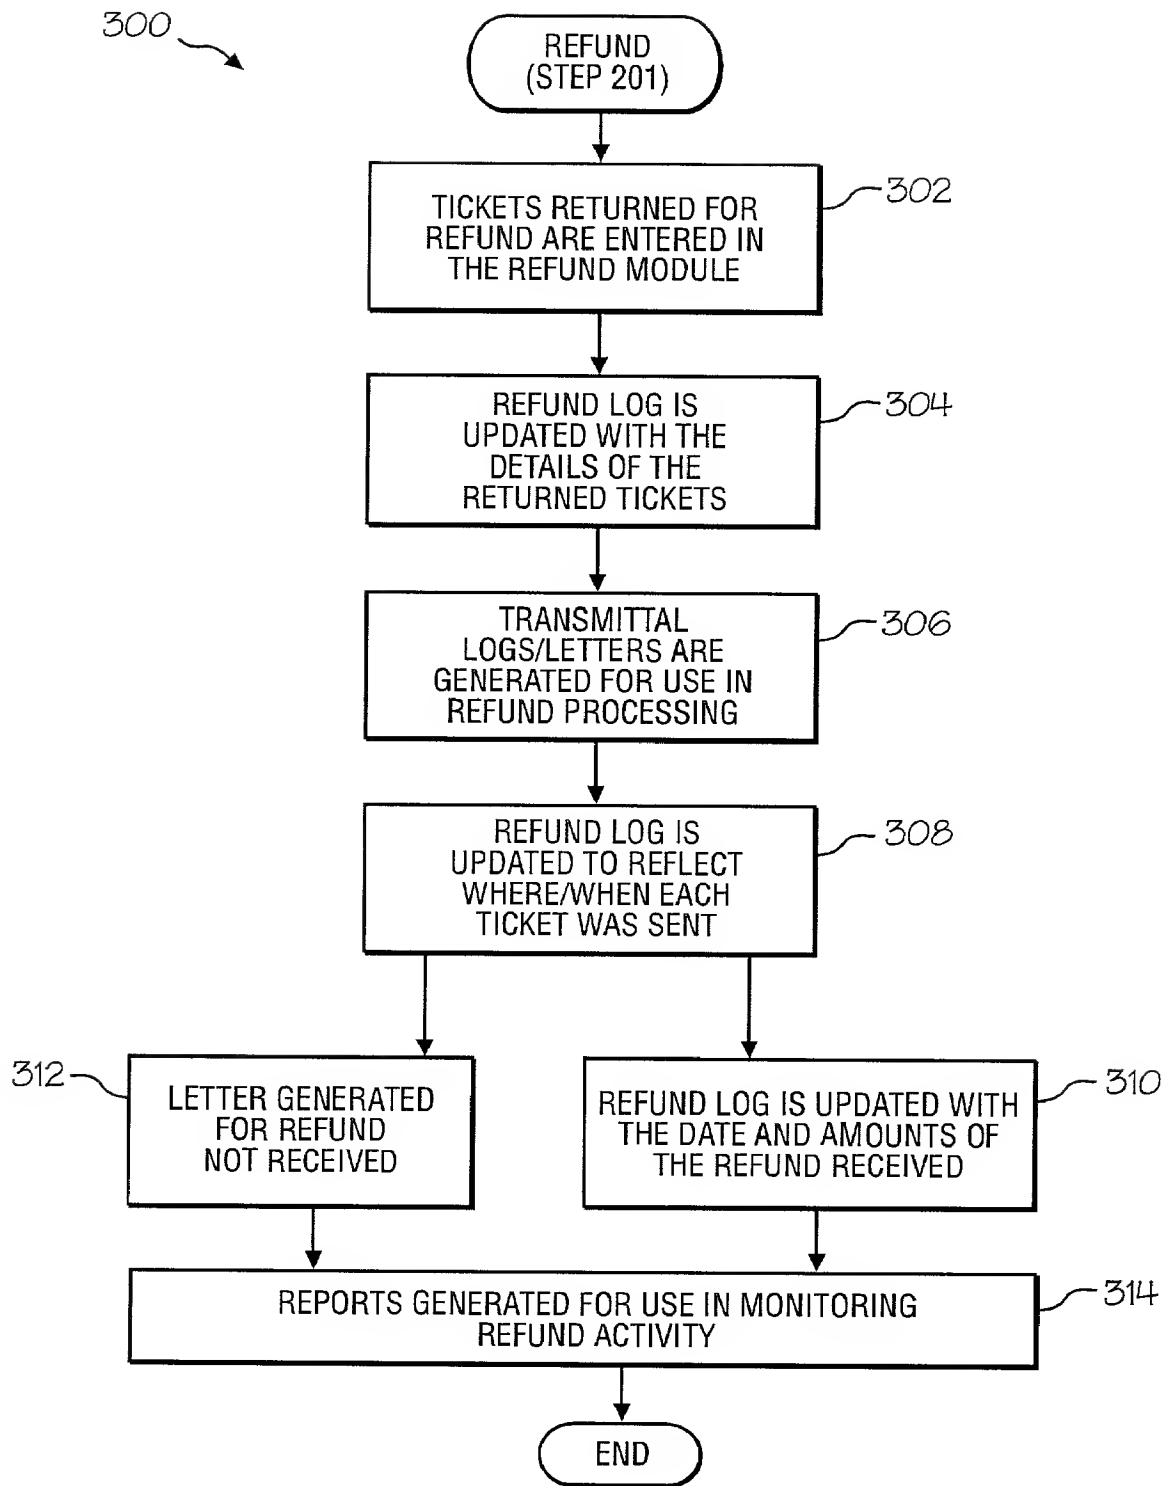 300
REFUND
(STEP 201)
TICKETS RETURNED FOR
REFUND ARE ENTERED IN
THE REFUND MODULE
302
REFUND LOG IS
UPDATED WITH THE
DETAILS OF THE
RETURNED TICKETS
304
TRANSMITTAL
LOGS/LETTERS ARE
GENERATED FOR USE IN
REFUND PROCESSING
306
REFUND LOG IS
UPDATED TO REFLECT
WHERE/WHEN EACH
TICKET WAS SENT
308
312
LETTER GENERATED
FOR REFUND
NOT RECEIVED
REFUND LOG IS UPDATED WITH
THE DATE AND AMOUNTS OF
THE REFUND RECEIVED
310
REPORTS GENERATED FOR USE IN MONITORING
REFUND ACTIVITY
314
END